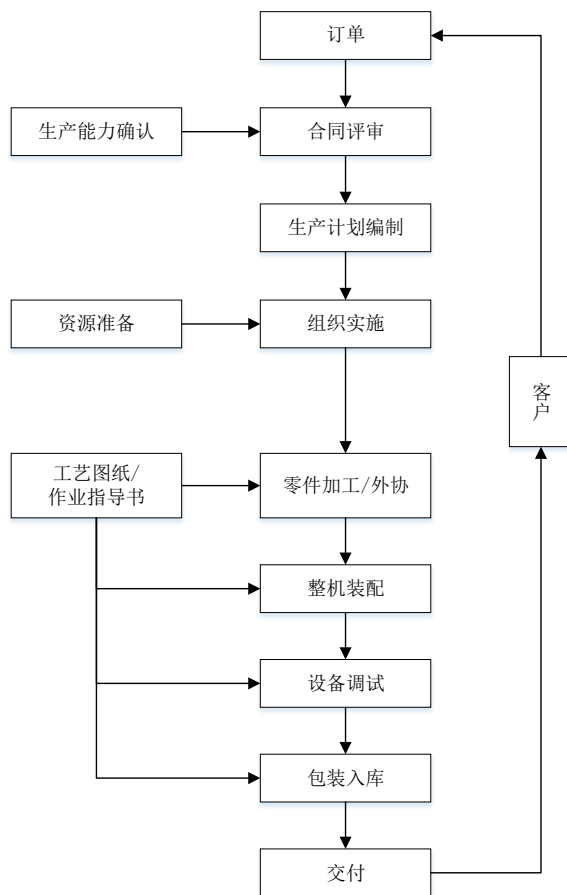 订单
生产能力确认
合同评审
生产计划编制
资源准备
组织实施
客
户
工艺图纸/
作业指导书
零件加工/外协
整机装配
设备调试
包装入库
交付